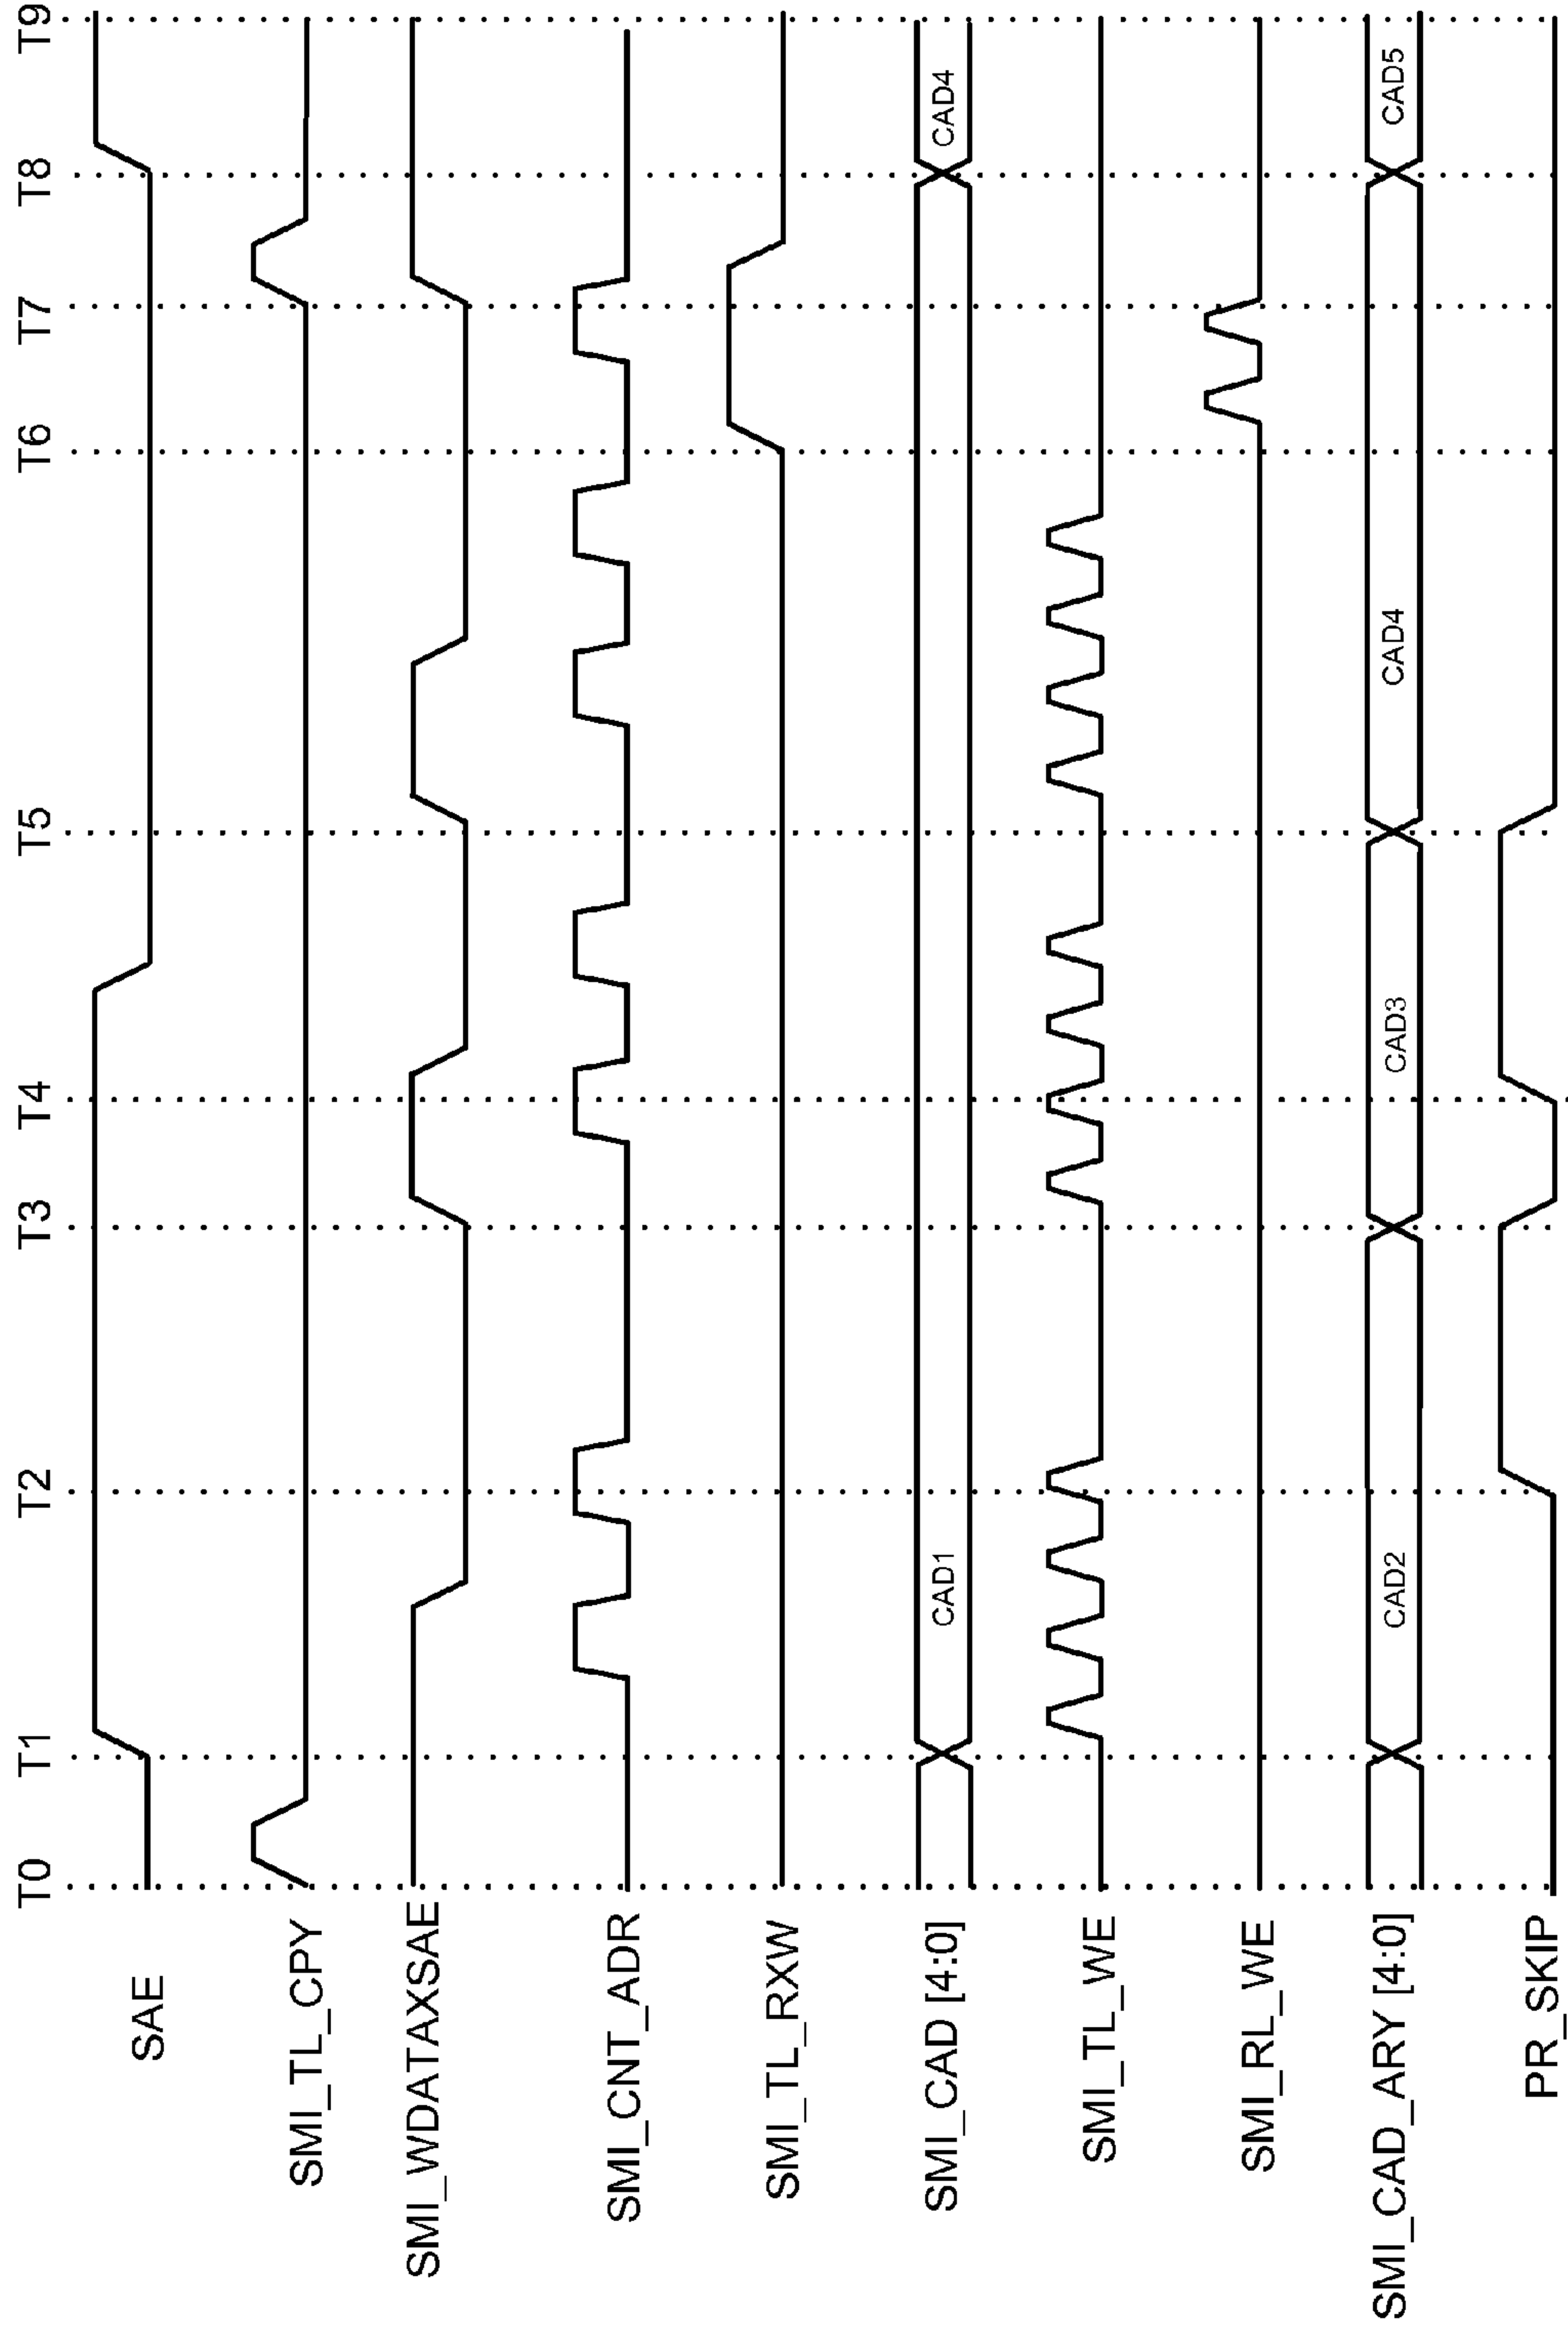 T0 T1 T2 T3 T4 T5 T6 T7 T8 T9
SAE
SMI_TL_CPY
SMI_WDATAXSAE
SMI_CNT_ADR
SMI_TL_RXW
SMI_CAD [4:0] CAD1 CAD4
SMI_TL_WE
SMI_RL_WE
SMI_CAD_ARY [4:0] CAD2 CAD3 CAD4 CAD5
PR_SKIP